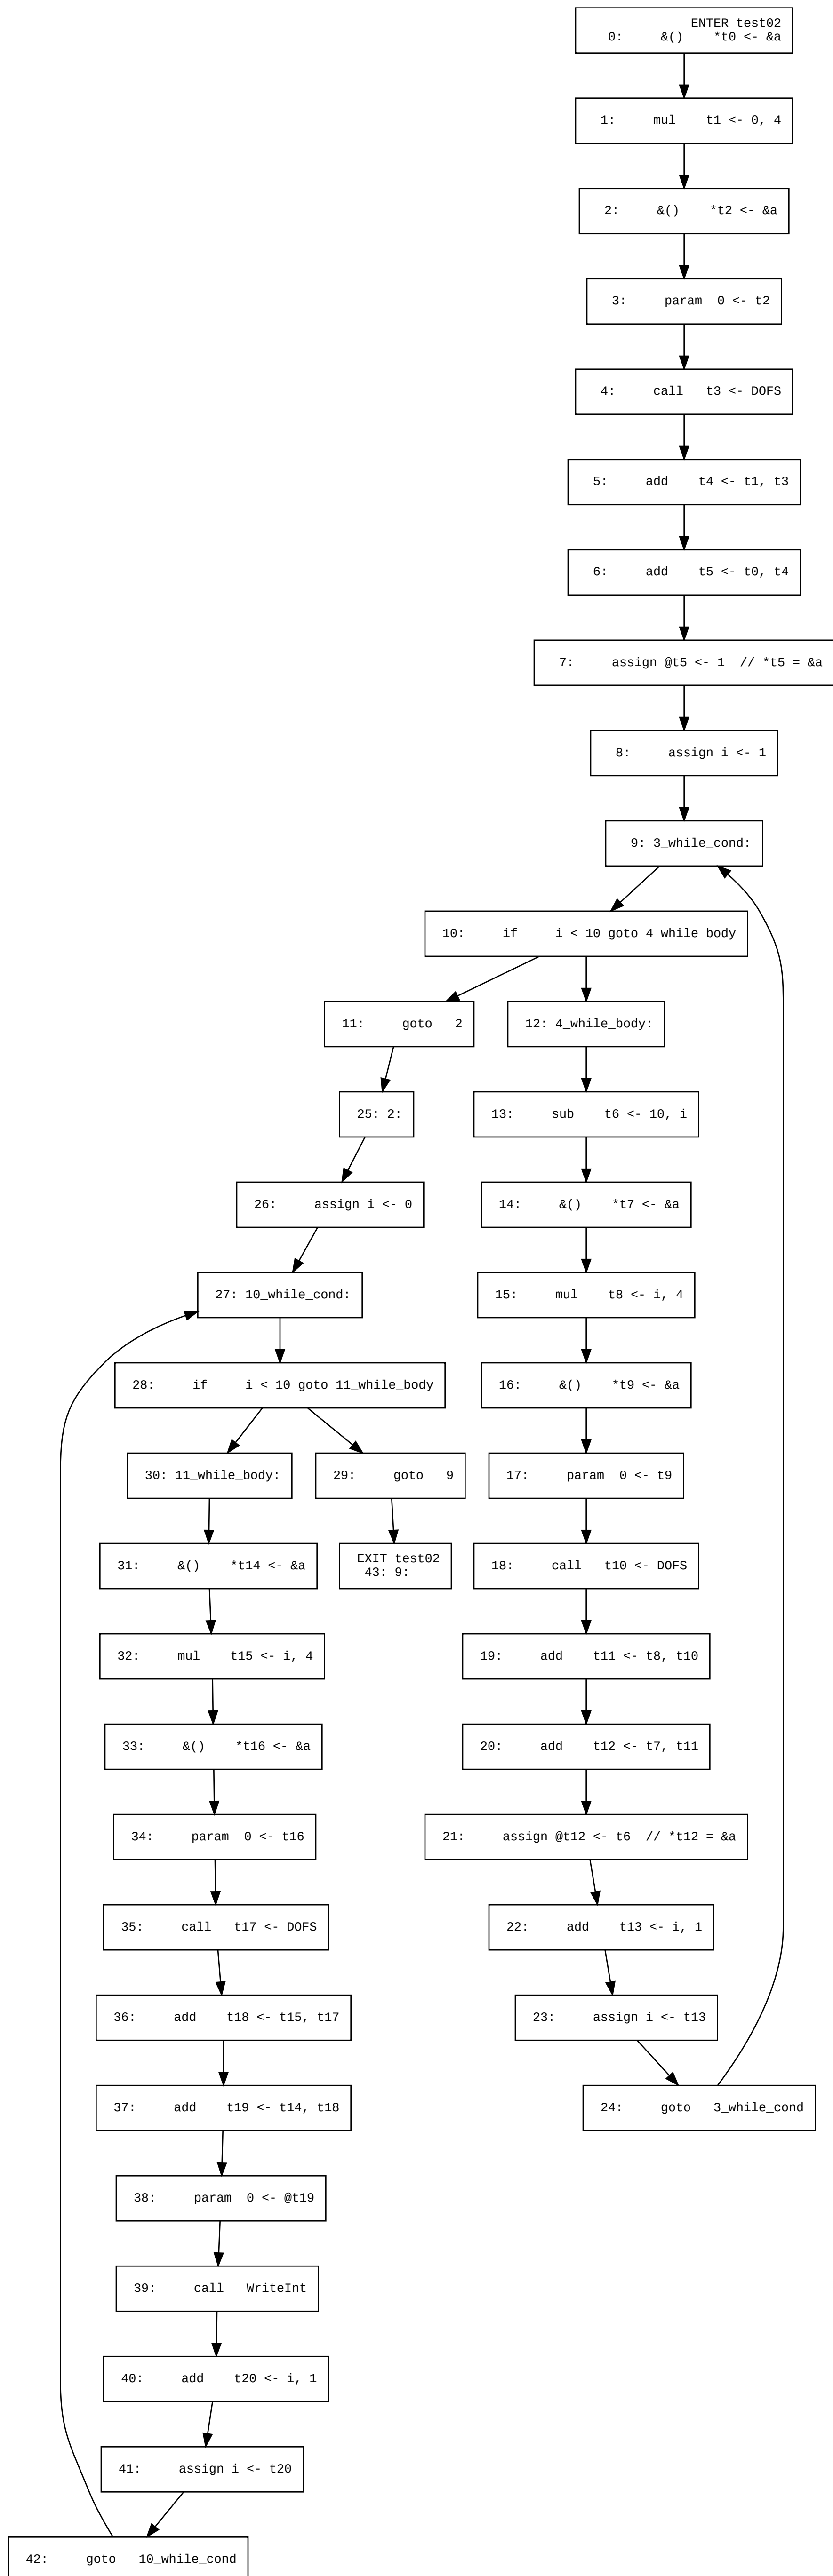 ENTER test02
0:     &()    *t0 <- &a
1:     mul    t1 <- 0, 4
2:     &()    *t2 <- &a
3:     param  0 <- t2
4:     call   t3 <- DOFS
5:     add    t4 <- t1, t3
6:     add    t5 <- t0, t4
7:     assign @t5 <- 1  // *t5 = &a
8:     assign i <- 1
9: 3_while_cond:
10:     if     i < 10 goto 4_while_body
11:     goto   2
12: 4_while_body:
25: 2:
13:     sub    t6 <- 10, i
26:     assign i <- 0
14:     &()    *t7 <- &a
27: 10_while_cond:
15:     mul    t8 <- i, 4
28:     if     i < 10 goto 11_while_body
16:     &()    *t9 <- &a
30: 11_while_body:
29:     goto   9
17:     param  0 <- t9
31:     &()    *t14 <- &a
EXIT test02
43: 9:
18:     call   t10 <- DOFS
32:     mul    t15 <- i, 4
19:     add    t11 <- t8, t10
33:     &()    *t16 <- &a
20:     add    t12 <- t7, t11
34:     param  0 <- t16
21:     assign @t12 <- t6  // *t12 = &a
35:     call   t17 <- DOFS
22:     add    t13 <- i, 1
36:     add    t18 <- t15, t17
23:     assign i <- t13
37:     add    t19 <- t14, t18
24:     goto   3_while_cond
38:     param  0 <- @t19
39:     call   WriteInt
40:     add    t20 <- i, 1
41:     assign i <- t20
42:     goto   10_while_cond